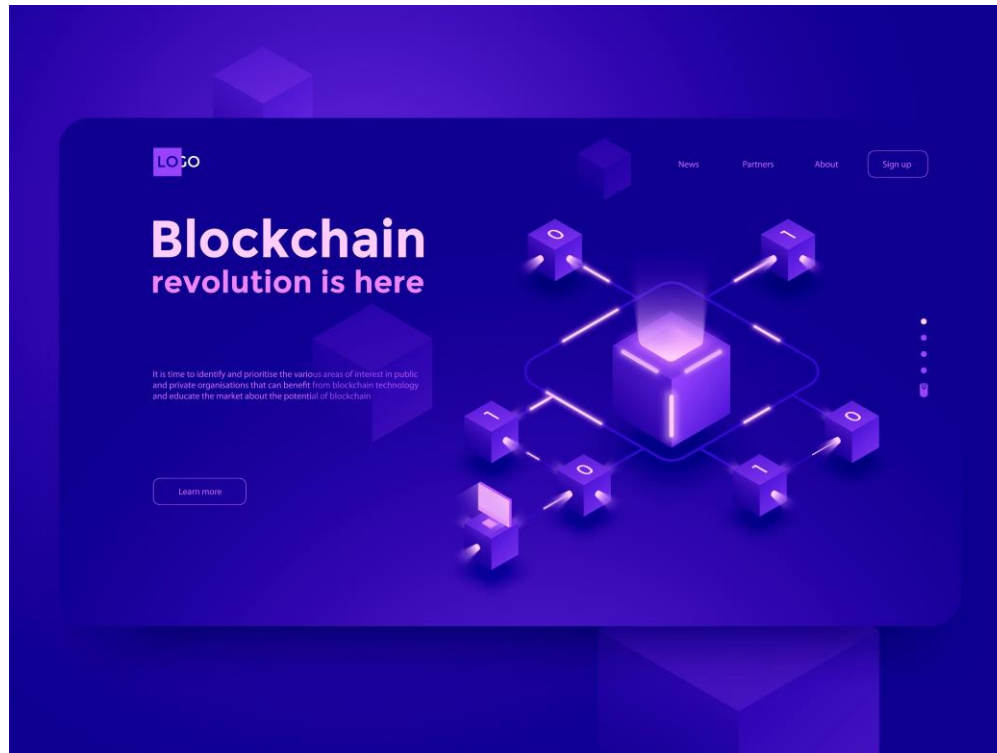 LOGO
News
Partners
About
Sign up
Blockchain
revolution is here
It is time to identify and prioritise the various areas of interest in public
and private organisations that can benefit from blockchain technology
and educate the market about the potential of blockchain
Learn more
0
1
1
0
0
1